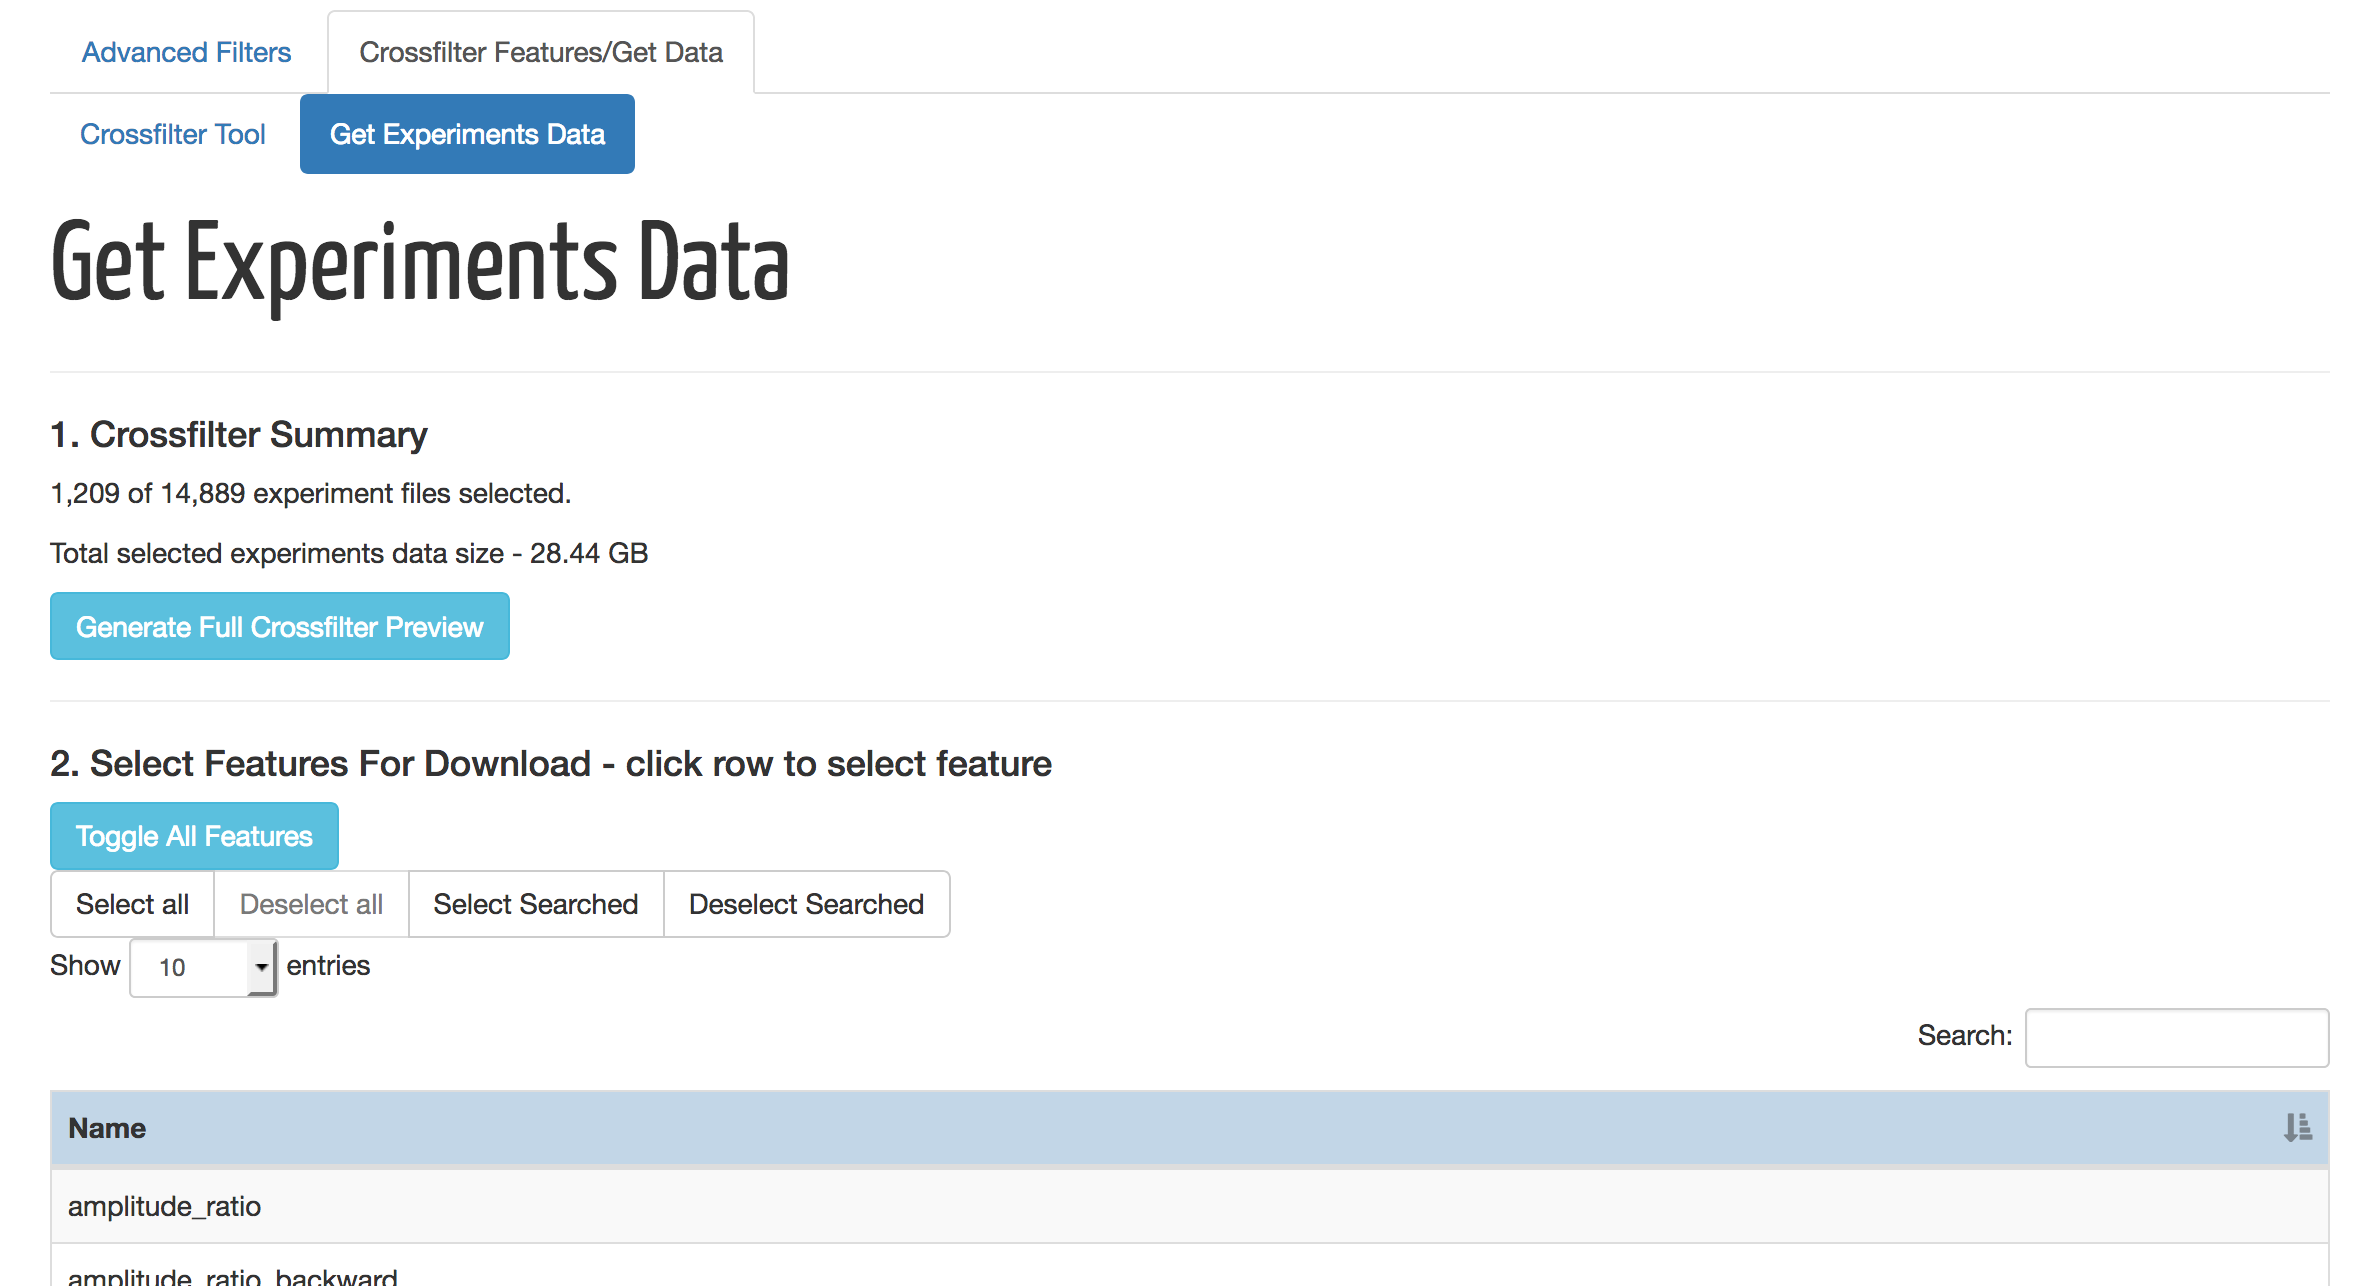 Advanced Filters Crossfilter Features/Get Data
Crossfilter Tool Get Experiments Data
Get Experiments Data
1. Crossfilter Summary
1,209 of 14,889 experiment files selected.
Total selected experiments data size - 28.44 GB
Generate Full Crossfilter Preview
2. Select Features For Download - click row to select feature
Toggle All Features
Select all Deselect all Select Searched Deselect Searched
Show 10 entries
Search:
Name
amplitude_ratio
amplitude_ratio_backward